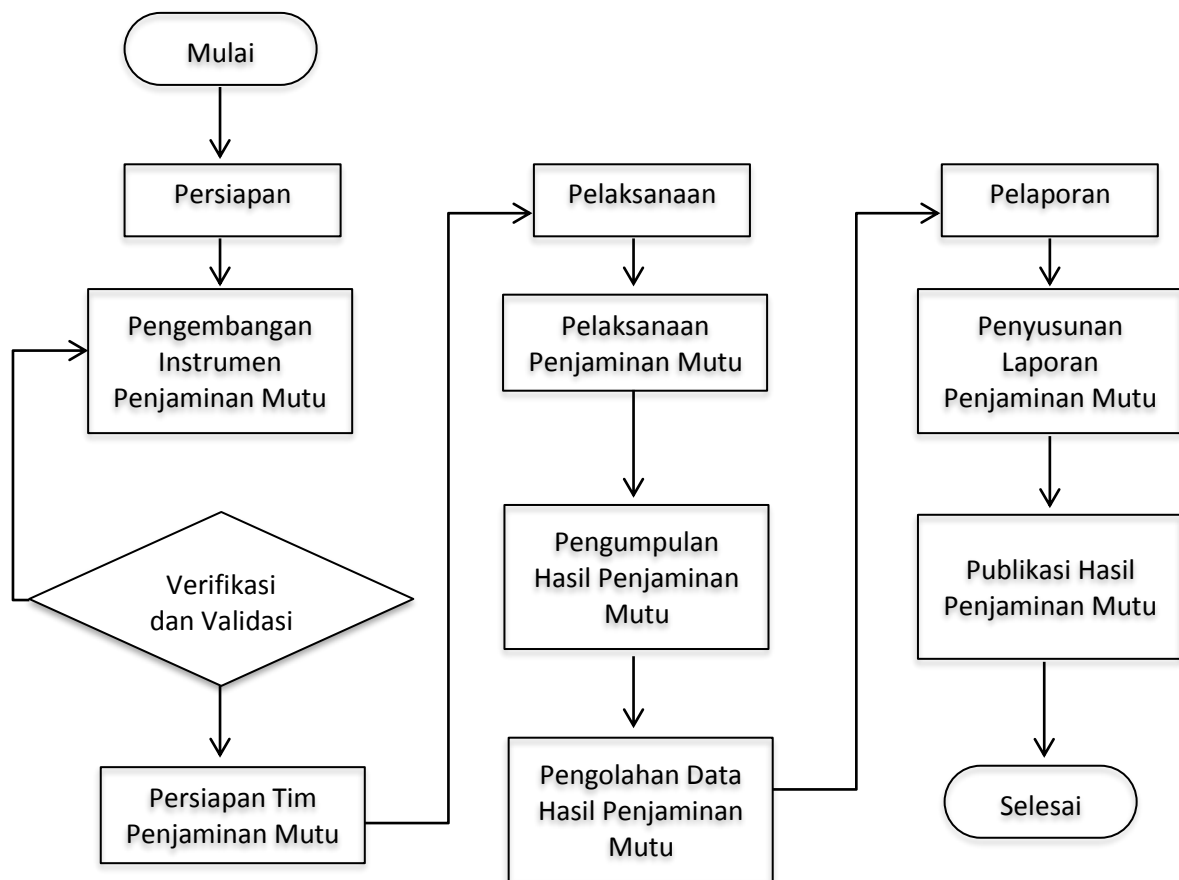 Mulai
Persiapan
Pengembangan
Instrumen
Penjaminan Mutu
Verifikasi
dan Validasi
Persiapan Tim
Penjaminan Mutu
Pelaksanaan
Pelaksanaan
Penjaminan Mutu
Pengumpulan
Hasil Penjaminan
Mutu
Pengolahan Data
Hasil Penjaminan
Mutu
Pelaporan
Penyusunan
Laporan
Penjaminan Mutu
Publikasi Hasil
Penjaminan Mutu
Selesai